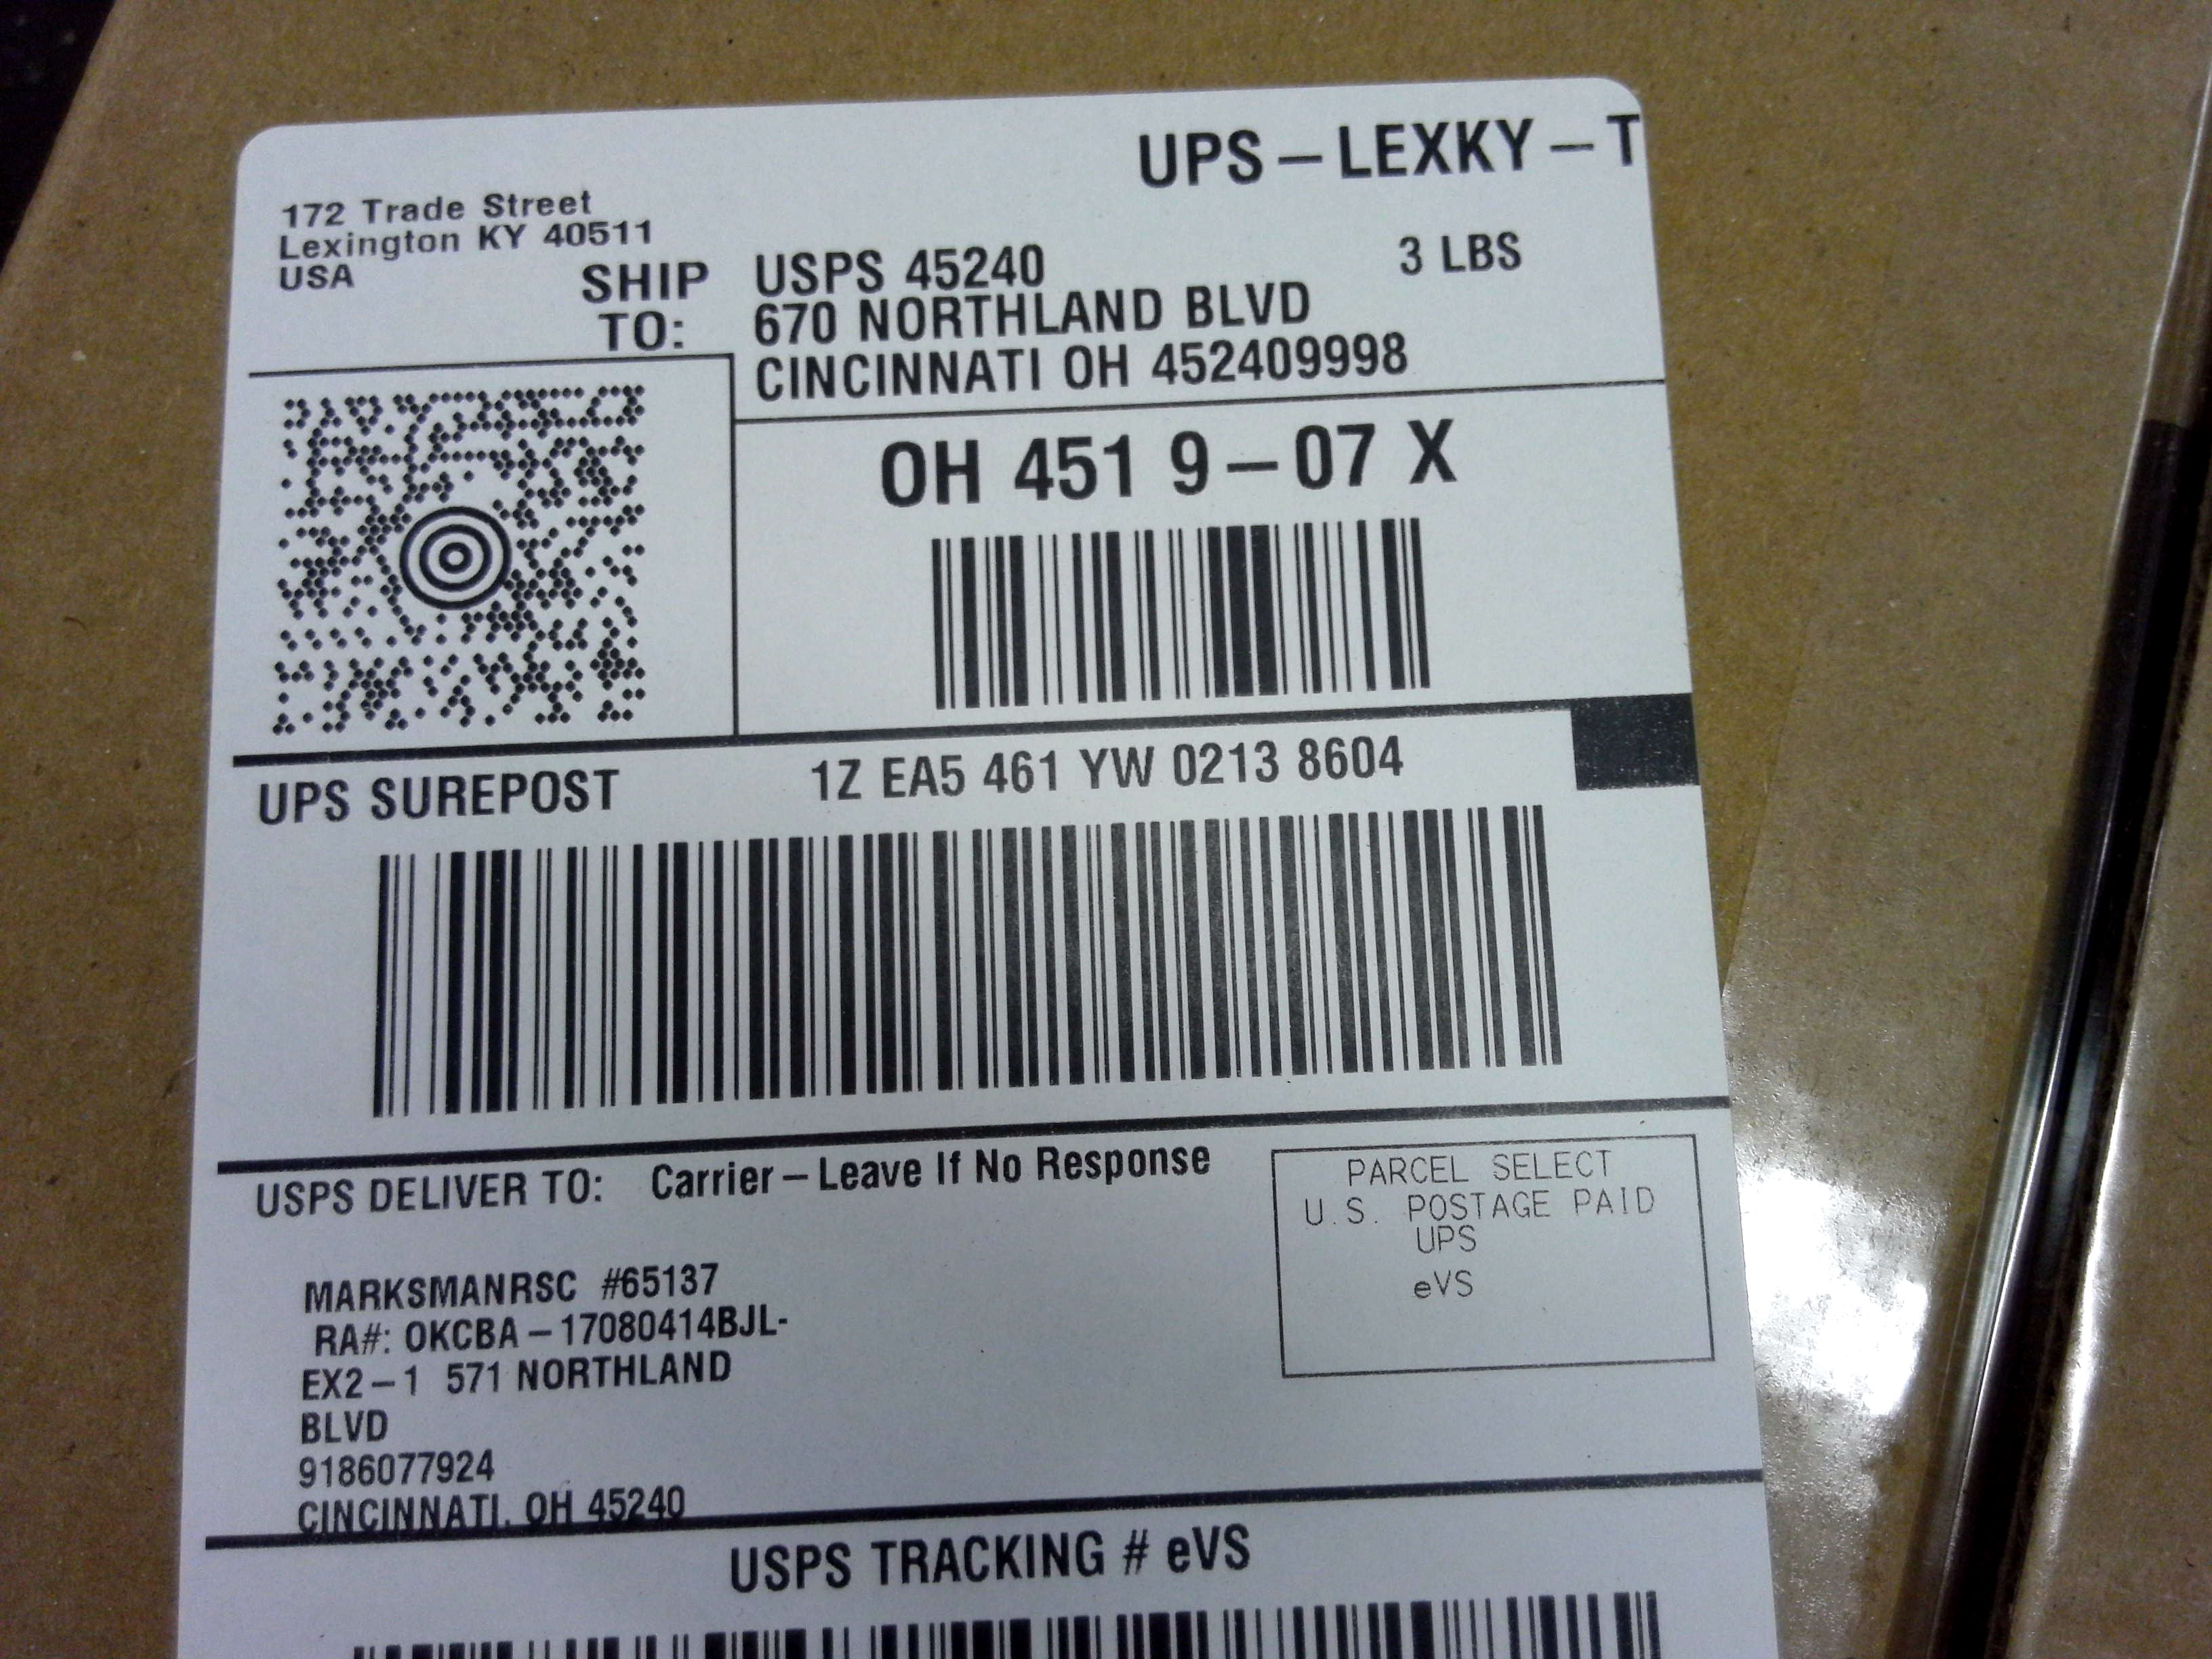 UPS – LEXKY – T
172 Trade Street
Lexington KY 40511
USA
SHIP TO:
USPS 45240
3 LBS
670 NORTHLAND BLVD
CINCINNATI OH 452409998
OH 451 9 – 07 X
UPS SUREPOST
1Z EA5 461 YW 0213 8604
USPS DELIVER TO:
Carrier – Leave If No Response
PARCEL SELECT
U.S. POSTAGE PAID
UPS
eVS
MARKSMANRSC #65137
RA#: OKCBA – 17080414BJL-
EX2 – 1 571 NORTHLAND
BLVD
9186077924
CINCINNATI, OH 45240
USPS TRACKING # eVS